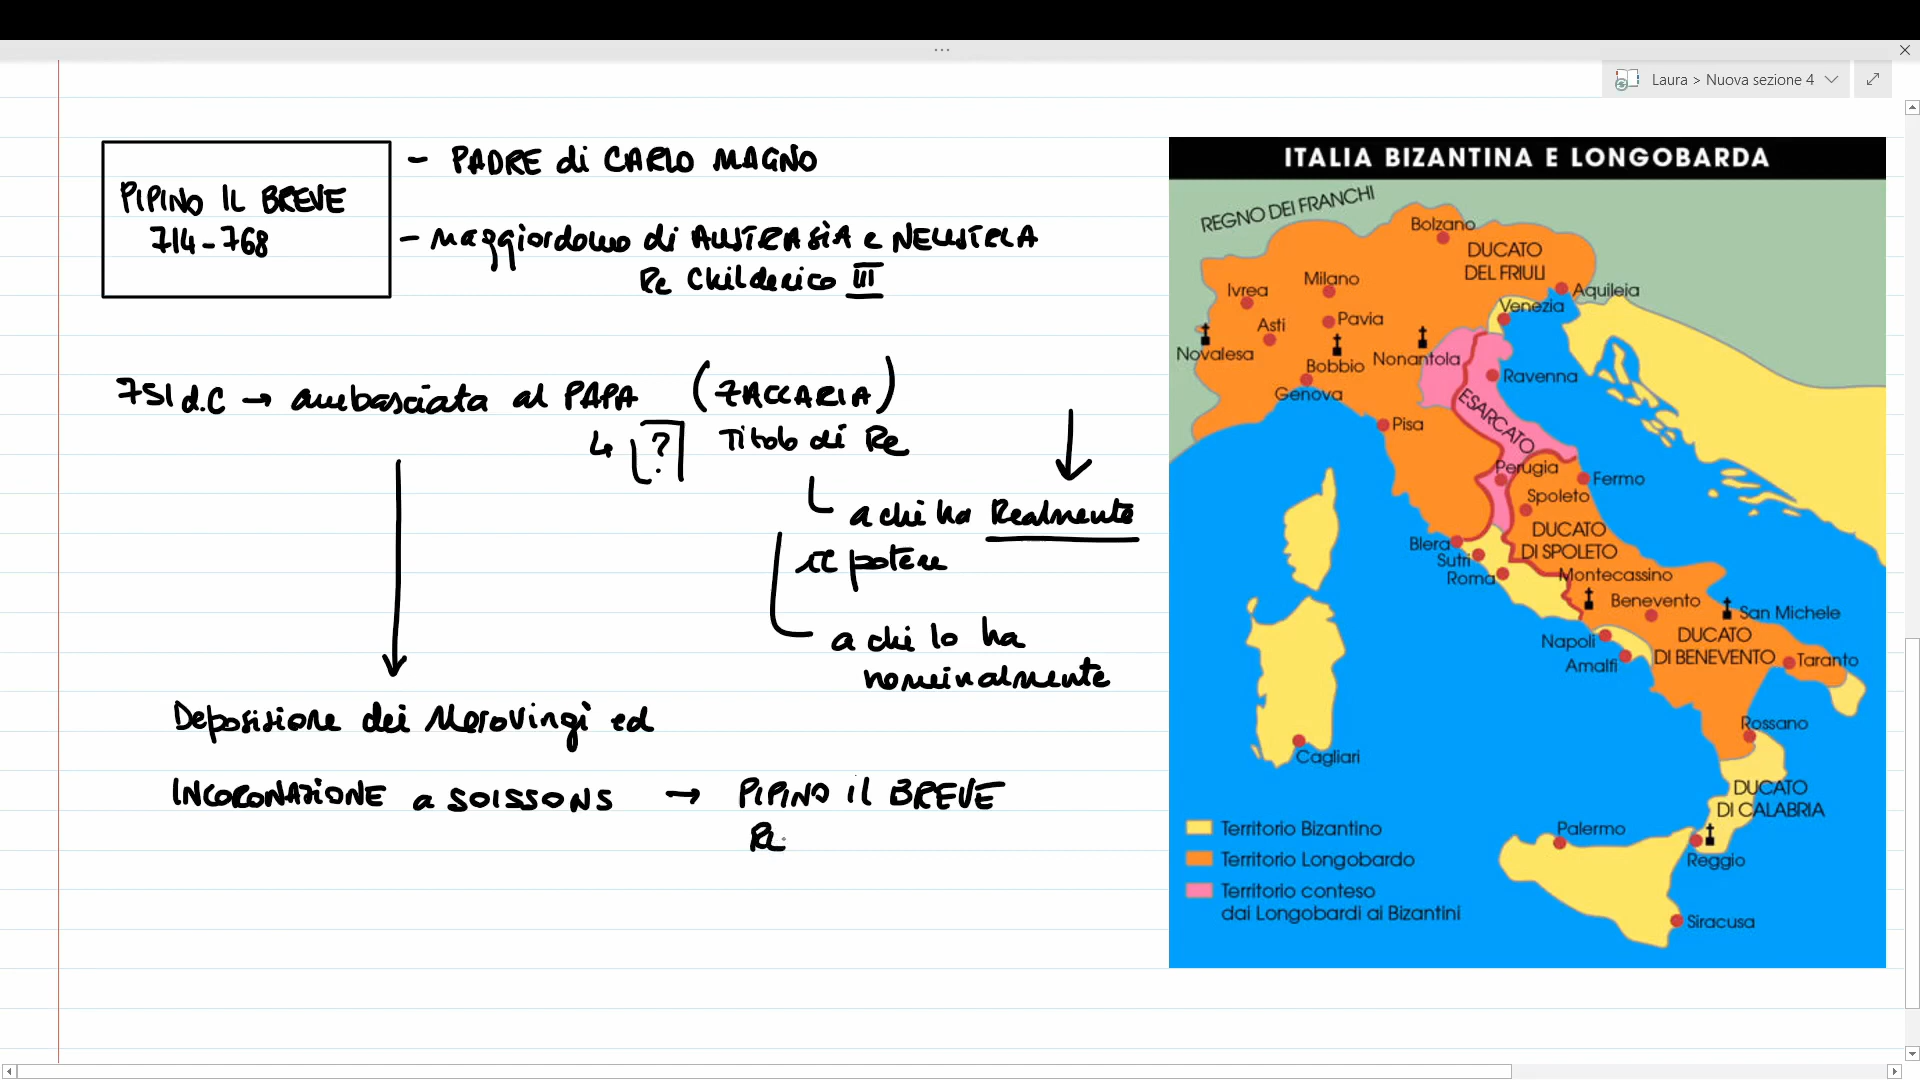 Laura > Nuova sezione 4
PIPINO IL BREVE
714-768
- PADRE di CARLO MAGNO
- Maggiordomo di AUSTRASIA e NEUSTRIA
Re Childerico III
751 d.C → ambasciata al PAPA (ZACCARIA)
? Titolo di Re
a chi ha Realmente
il potere
a chi lo ha
nominalmente
Deposizione dei Merovingi ed
INCORONAZIONE a SOISSONS → PIPINO il BREVE
Re
ITALIA BIZANTINA E LONGOBARDA
REGNO DEI FRANCHI
Bolzano
DUCATO
DEL FRIULI
Milano
Ivrea
Aquileia
Venezia
Asti
Pavia
Novalesa
Bobbio
Nonantola
Ravenna
Genova
ESARCATO
Pisa
Perugia
Fermo
Spoleto
DUCATO
DI SPOLETO
Blera
Sutri
Roma
Montecassino
Benevento
San Michele
Napoli
DUCATO
DI BENEVENTO
Amalfi
Taranto
Rossano
Cagliari
DUCATO
DI CALABRIA
Palermo
Reggio
Siracusa
Territorio Bizantino
Territorio Longobardo
Territorio conteso
dai Longobardi ai Bizantini